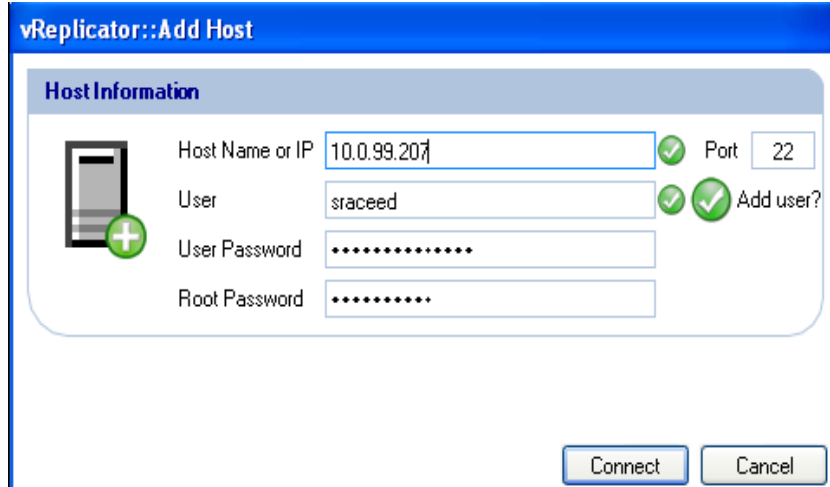 vReplicator::Add Host
Host Information
Host Name or IP 10.0.99.207 Port 22
User sraceed Add user?
User Password ••••••••••••••
Root Password ••••••••••
Connect Cancel